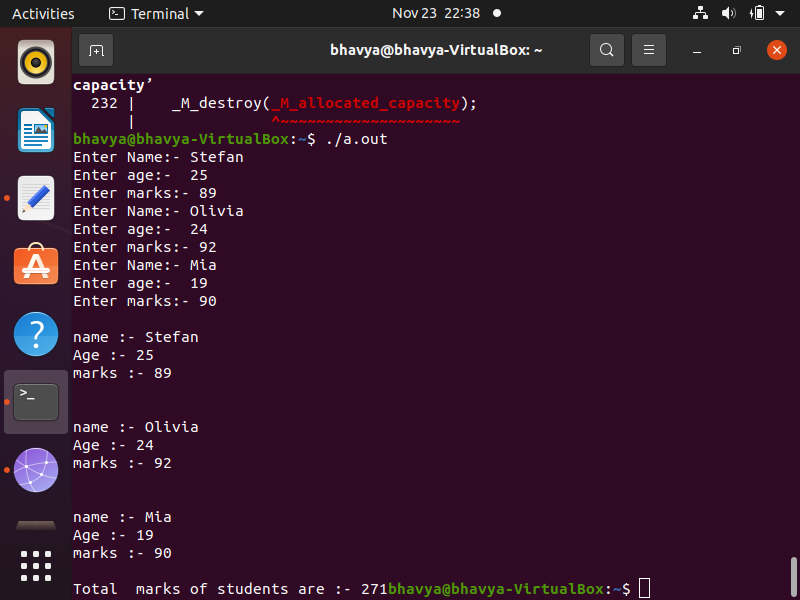 Activities Terminal Nov 23 22:38
bhavya@bhavya-VirtualBox: ~
capacity’
  232 |    _M_destroy(_M_allocated_capacity);
      |               ^~~~~~~~~~~~~~~~~~~~~
bhavya@bhavya-VirtualBox:~$ ./a.out
Enter Name:- Stefan
Enter age:-  25
Enter marks:- 89
Enter Name:- Olivia
Enter age:-  24
Enter marks:- 92
Enter Name:- Mia
Enter age:-  19
Enter marks:- 90
name :- Stefan
Age :- 25
marks :- 89
name :- Olivia
Age :- 24
marks :- 92
name :- Mia
Age :- 19
marks :- 90
Total  marks of students are :- 271bhavya@bhavya-VirtualBox:~$